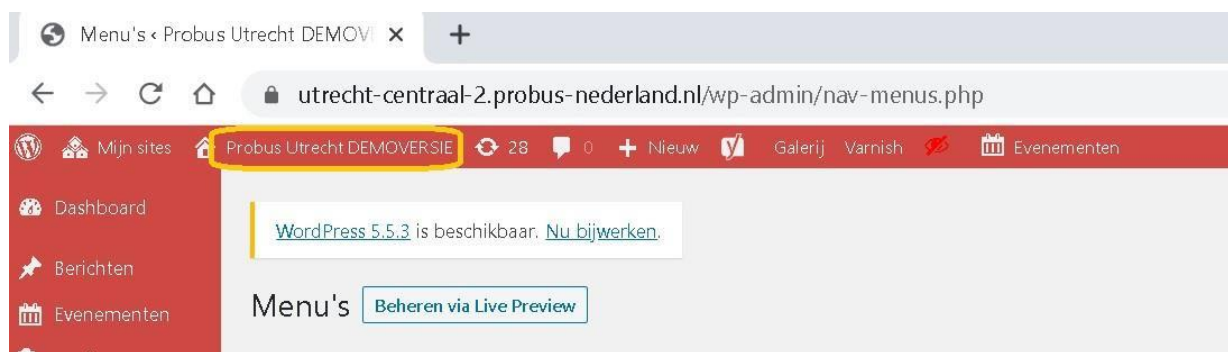 Menu's ‹ Probus Utrecht DEMOV
utrecht-centraal-2.probus-nederland.nl/wp-admin/nav-menus.php
Mijn sites Probus Utrecht DEMOVERSIE 28 0 Nieuw Galerij Varnish Evenementen
Dashboard
WordPress 5.5.3 is beschikbaar. Nu bijwerken.
Berichten
Menu's Beheren via Live Preview
Evenementen